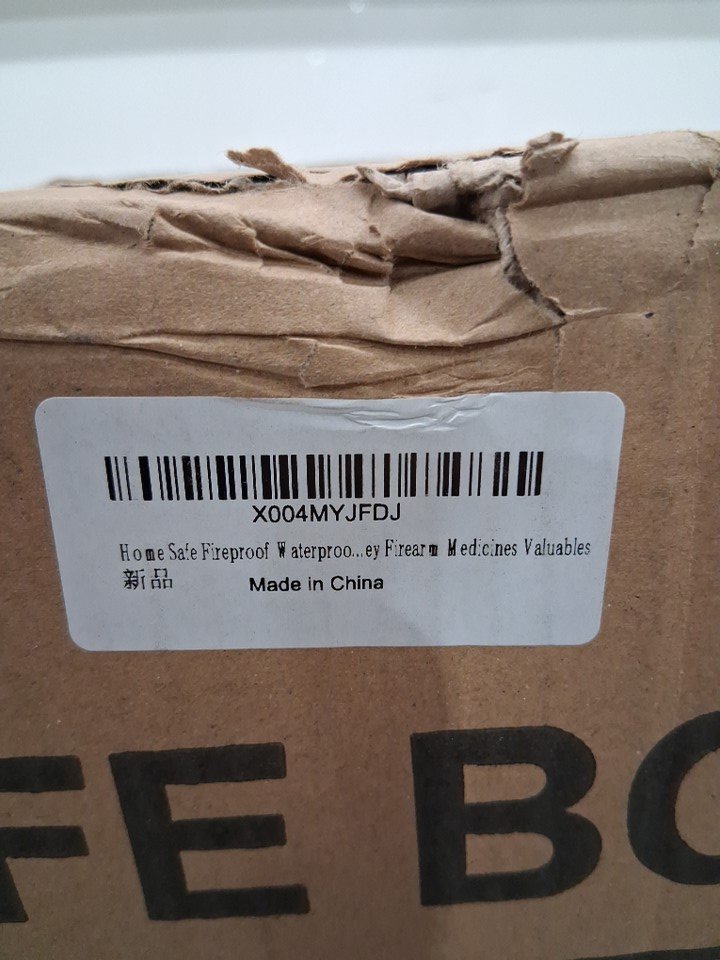 X004MYJFDJ
Home Safe Fireproof Waterproo...ey Firearm Medicines Valuables
新品 Made in China
FE BO